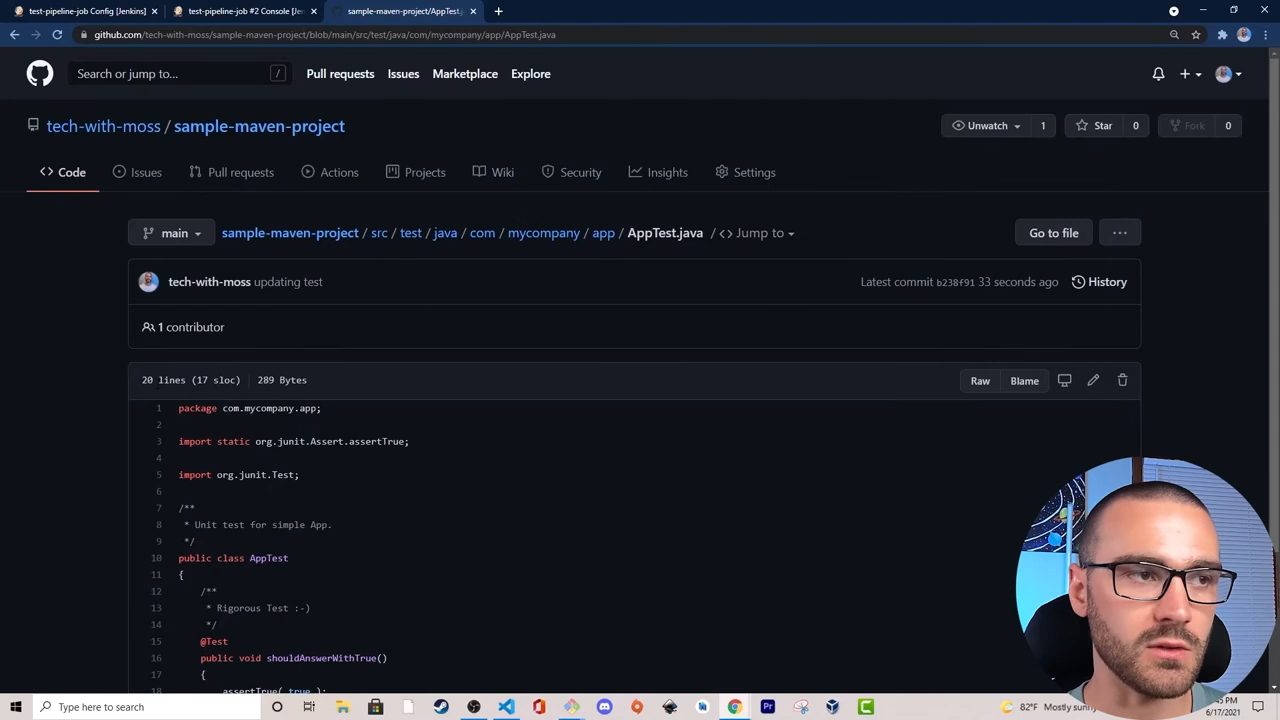 test-pipeline-job Config [Jenkins]
test-pipeline-job #2 Console [Jen
sample-maven-project/AppTest.j
github.com/tech-with-moss/sample-maven-project/blob/main/src/test/java/com/mycompany/app/AppTest.java
Search or jump to... /
Pull requests Issues Marketplace Explore
tech-with-moss / sample-maven-project
Unwatch 1 Star 0 Fork 0
Code Issues Pull requests Actions Projects Wiki Security Insights Settings
main sample-maven-project / src / test / java / com / mycompany / app / AppTest.java / <> Jump to
Go to file ...
tech-with-moss updating test
Latest commit b238f91 33 seconds ago History
1 contributor
20 lines (17 sloc) 289 Bytes
Raw Blame
1 package com.mycompany.app;
2
3 import static org.junit.Assert.assertTrue;
4
5 import org.junit.Test;
6
7 /**
8 * Unit test for simple App.
9 */
10 public class AppTest
11 {
12 /**
13 * Rigorous Test :-)
14 */
15 @Test
16 public void shouldAnswerWithTrue()
17 {
18 assertTrue( true );
Type here to search
82°F Mostly sunny
6/17/2021